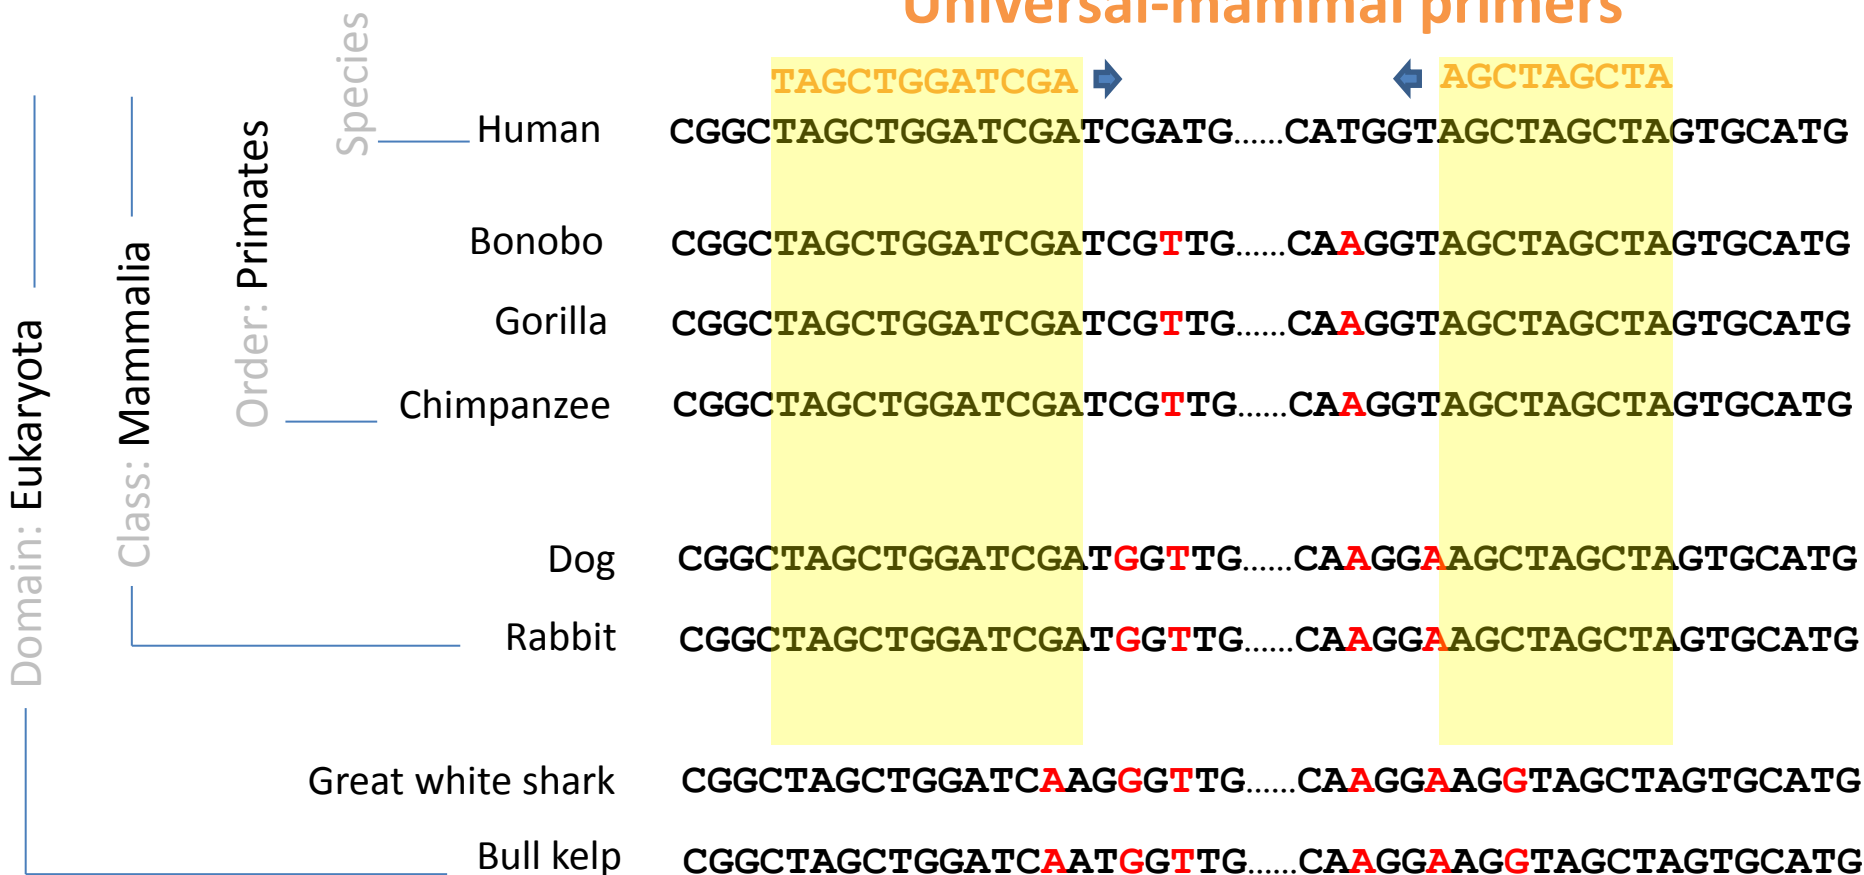 Universal-mammal primers
TAGCTGGATCGA AGCTAGCTA
Species
Human CGGCTAGCTGGATCGATCGATG......CATGGTAGCTAGCTAGTGCATG
Order: Primates
Bonobo CGGCTAGCTGGATCGATCGTTG......CAAGGTAGCTAGCTAGTGCATG
Gorilla CGGCTAGCTGGATCGATCGTTG......CAAGGTAGCTAGCTAGTGCATG
Chimpanzee CGGCTAGCTGGATCGATCGTTG......CAAGGTAGCTAGCTAGTGCATG
Class: Mammalia
Dog CGGCTAGCTGGATCGATGGTTG......CAAGGAAGCTAGCTAGTGCATG
Rabbit CGGCTAGCTGGATCGATGGTTG......CAAGGAAGCTAGCTAGTGCATG
Domain: Eukaryota
Great white shark CGGCTAGCTGGATCAAGGGTTG......CAAGGAAGGTAGCTAGTGCATG
Bull kelp CGGCTAGCTGGATCAATGGTTG......CAAGGAAGGTAGCTAGTGCATG